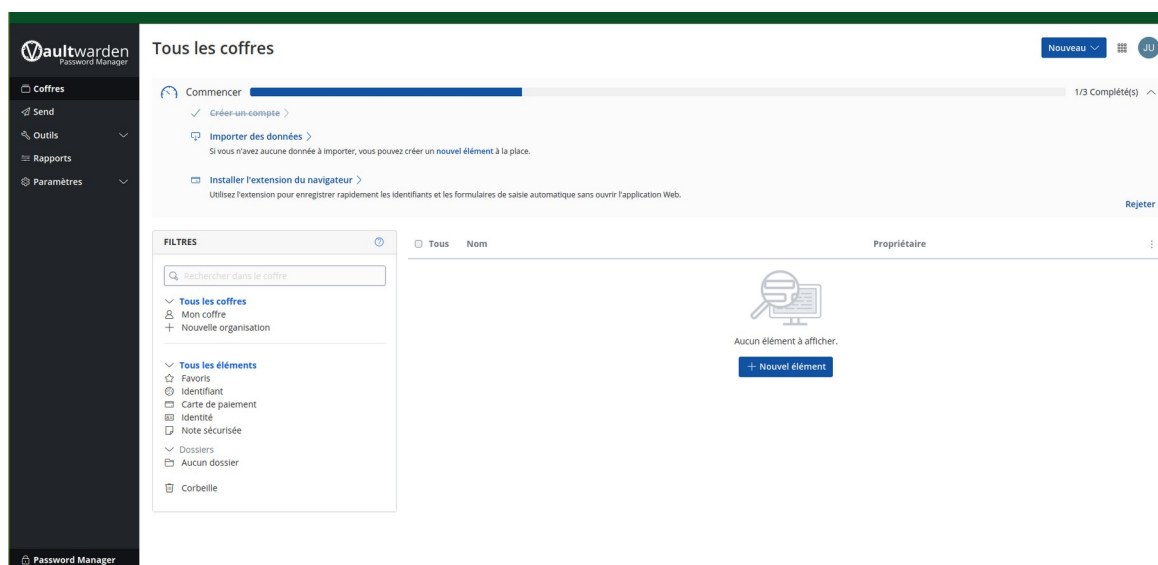 Vaultwarden
Password Manager
Coffres
Send
Outils
Rapports
Paramètres
Password Manager
Tous les coffres
Nouveau
JU
Commencer
1/3 Complété(s)
Créer un compte
Importer des données
Si vous n'avez aucune donnée à importer, vous pouvez créer un nouvel élément à la place.
Installer l'extension du navigateur
Utilisez l'extension pour enregistrer rapidement les identifiants et les formulaires de saisie automatique sans ouvrir l'application Web.
Rejeter
FILTRES
Rechercher dans le coffre
Tous les coffres
Mon coffre
Nouvelle organisation
Tous les éléments
Favoris
Identifiant
Carte de paiement
Identité
Note sécurisée
Dossiers
Aucun dossier
Corbeille
Tous Nom Propriétaire
Aucun élément à afficher.
+ Nouvel élément